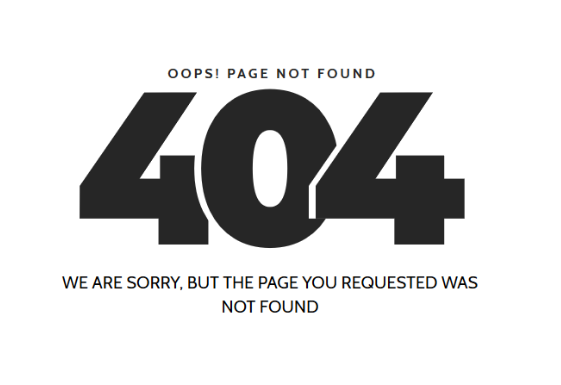 OOPS! PAGE NOT FOUND
404
WE ARE SORRY, BUT THE PAGE YOU REQUESTED WAS
NOT FOUND